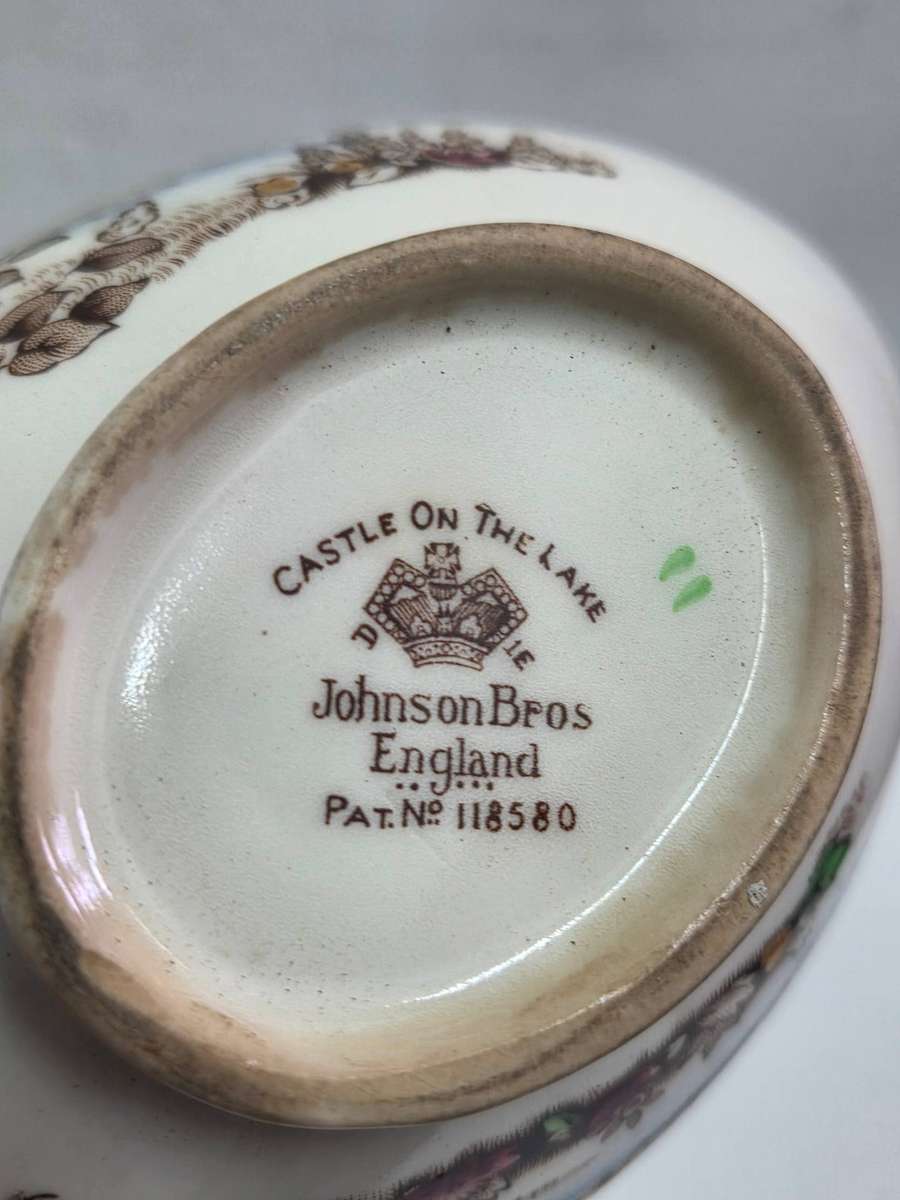 CASTLE ON THE LAKE
D IE
Johnson Bros
England
PAT. No. 118580